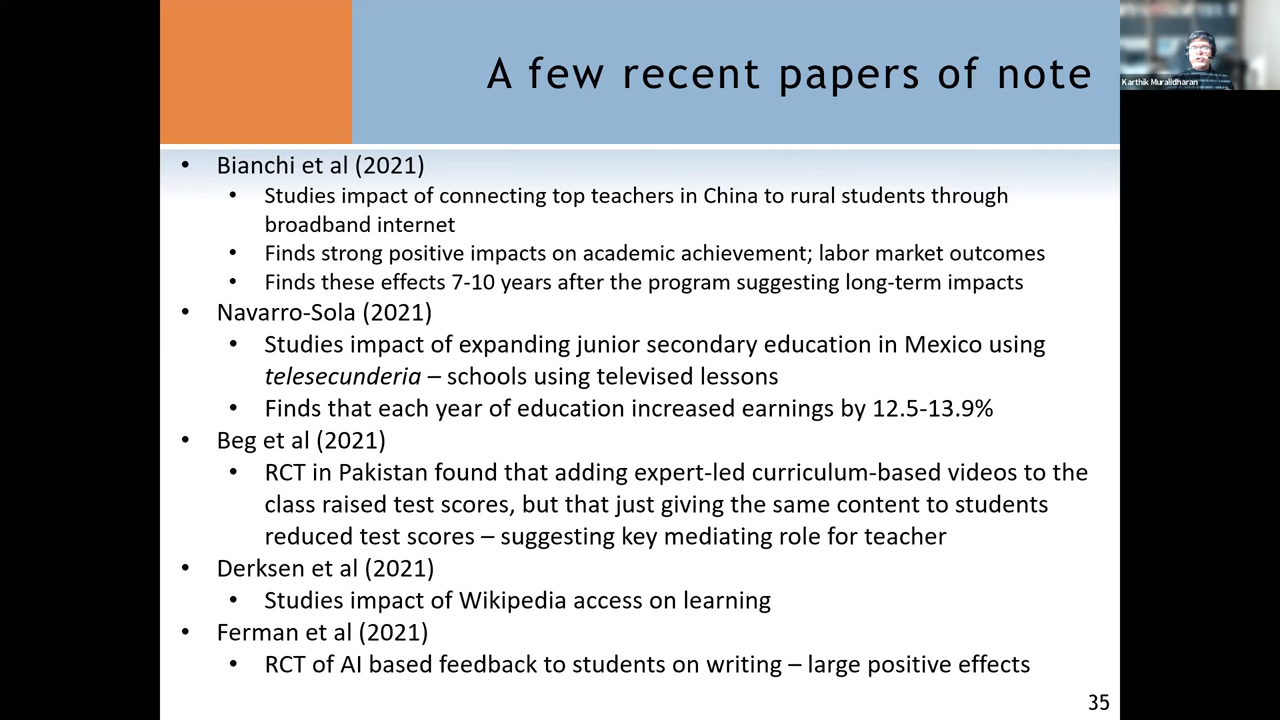 A few recent papers of note
Karthik Muralidharan
• Bianchi et al (2021)
• Studies impact of connecting top teachers in China to rural students through
broadband internet
• Finds strong positive impacts on academic achievement; labor market outcomes
• Finds these effects 7-10 years after the program suggesting long-term impacts
• Navarro-Sola (2021)
• Studies impact of expanding junior secondary education in Mexico using
telesecunderia – schools using televised lessons
• Finds that each year of education increased earnings by 12.5-13.9%
• Beg et al (2021)
• RCT in Pakistan found that adding expert-led curriculum-based videos to the
class raised test scores, but that just giving the same content to students
reduced test scores – suggesting key mediating role for teacher
• Derksen et al (2021)
• Studies impact of Wikipedia access on learning
• Ferman et al (2021)
• RCT of AI based feedback to students on writing – large positive effects
35